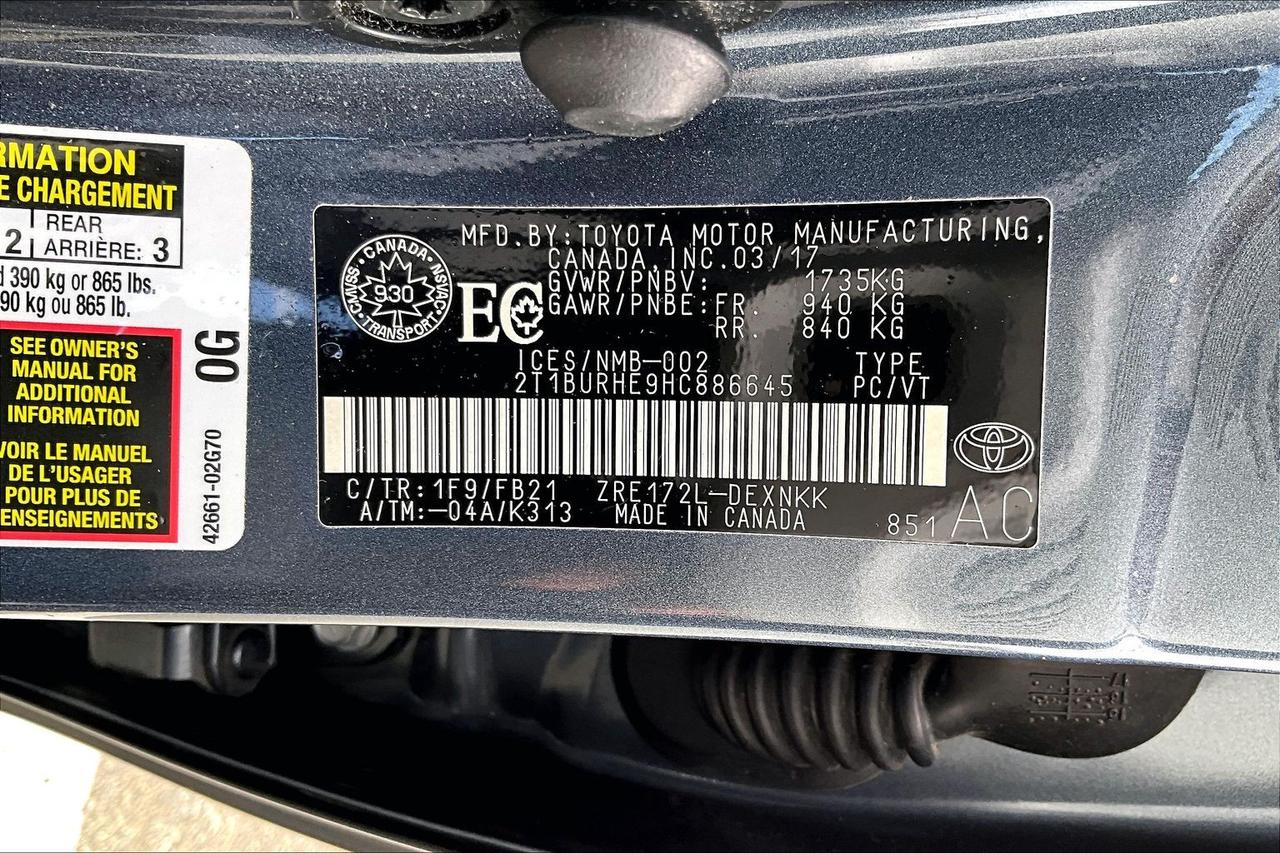 RMATION
E CHARGEMENT
2 | REAR
ARRIÈRE: 3
d 390 kg or 865 lbs.
90 kg ou 865 lb.
SEE OWNER'S
MANUAL FOR
ADDITIONAL
INFORMATION
VOIR LE MANUEL
DE L'USAGER
POUR PLUS DE
ENSEIGNEMENTS
0G
42661-02G70
CANADA
CMVSS · NSVAC
930
TRANSPORT
EC
MFD.BY:TOYOTA MOTOR MANUFACTURING,
CANADA,INC.03/17
GVWR/PNBV: 1735KG
GAWR/PNBE:FR. 940 KG
RR. 840 KG
ICES/NMB-002 TYPE
2T1BURHE9HC886645 PC/VT
C/TR:1F9/FB21 ZRE172L-DEXNKK
A/TM:-04A/K313 MADE IN CANADA
851 AC